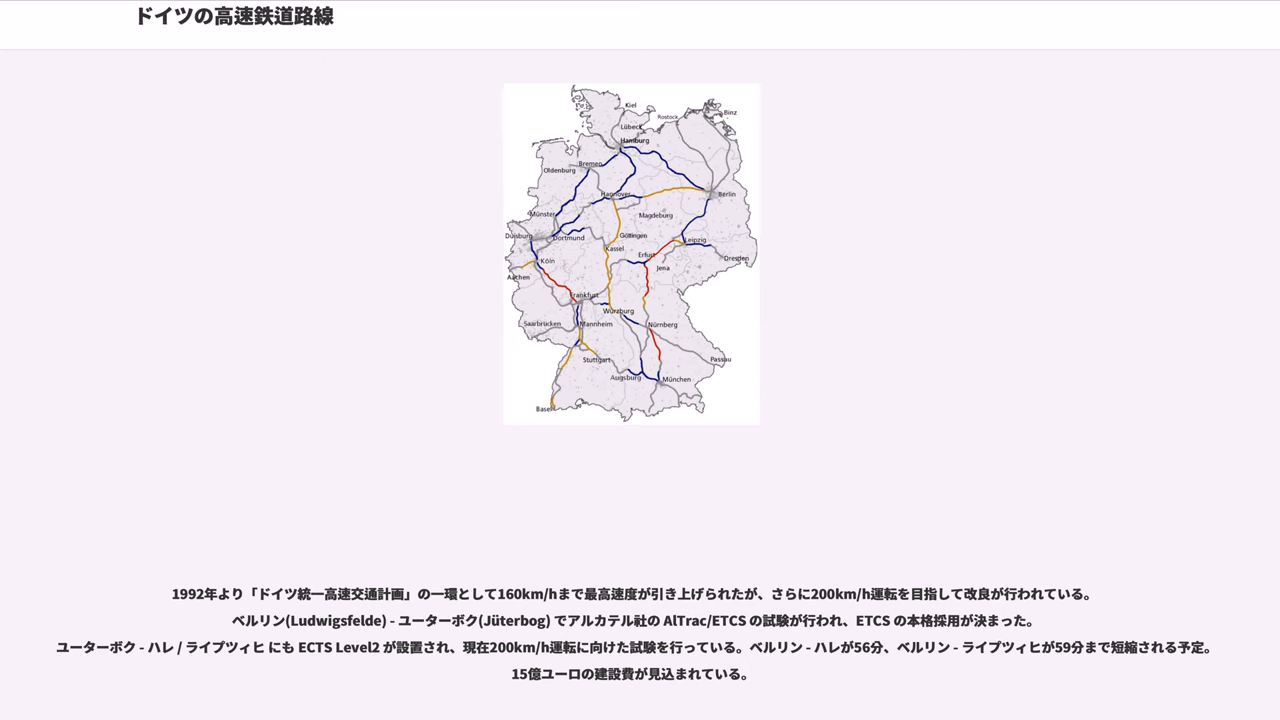 ドイツの高速鉄道路線
Kiel
Binz
Rostock
Lübeck
Hamburg
Bremen
Oldenburg
Hannover
Berlin
Münster
Magdeburg
Duisburg
Dortmund
Göttingen
Leipzig
Kassel
Erfurt
Dresden
Köln
Jena
Aachen
Frankfurt
Würzburg
Saarbrücken
Mannheim
Nürnberg
Stuttgart
Passau
Augsburg
München
Basel
1992年より「ドイツ統一高速交通計画」の一環として160km/hまで最高速度が引き上げられたが、さらに200km/h運転を目指して改良が行われている。
ベルリン(Ludwigsfelde) - ユーターボク(Jüterbog) でアルカテル社の AlTrac/ETCS の試験が行われ、ETCS の本格採用が決まった。
ユーターボク - ハレ / ライプツィヒ にも ECTS Level2 が設置され、現在200km/h運転に向けた試験を行っている。ベルリン - ハレが56分、ベルリン - ライプツィヒが59分まで短縮される予定。
15億ユーロの建設費が見込まれている。